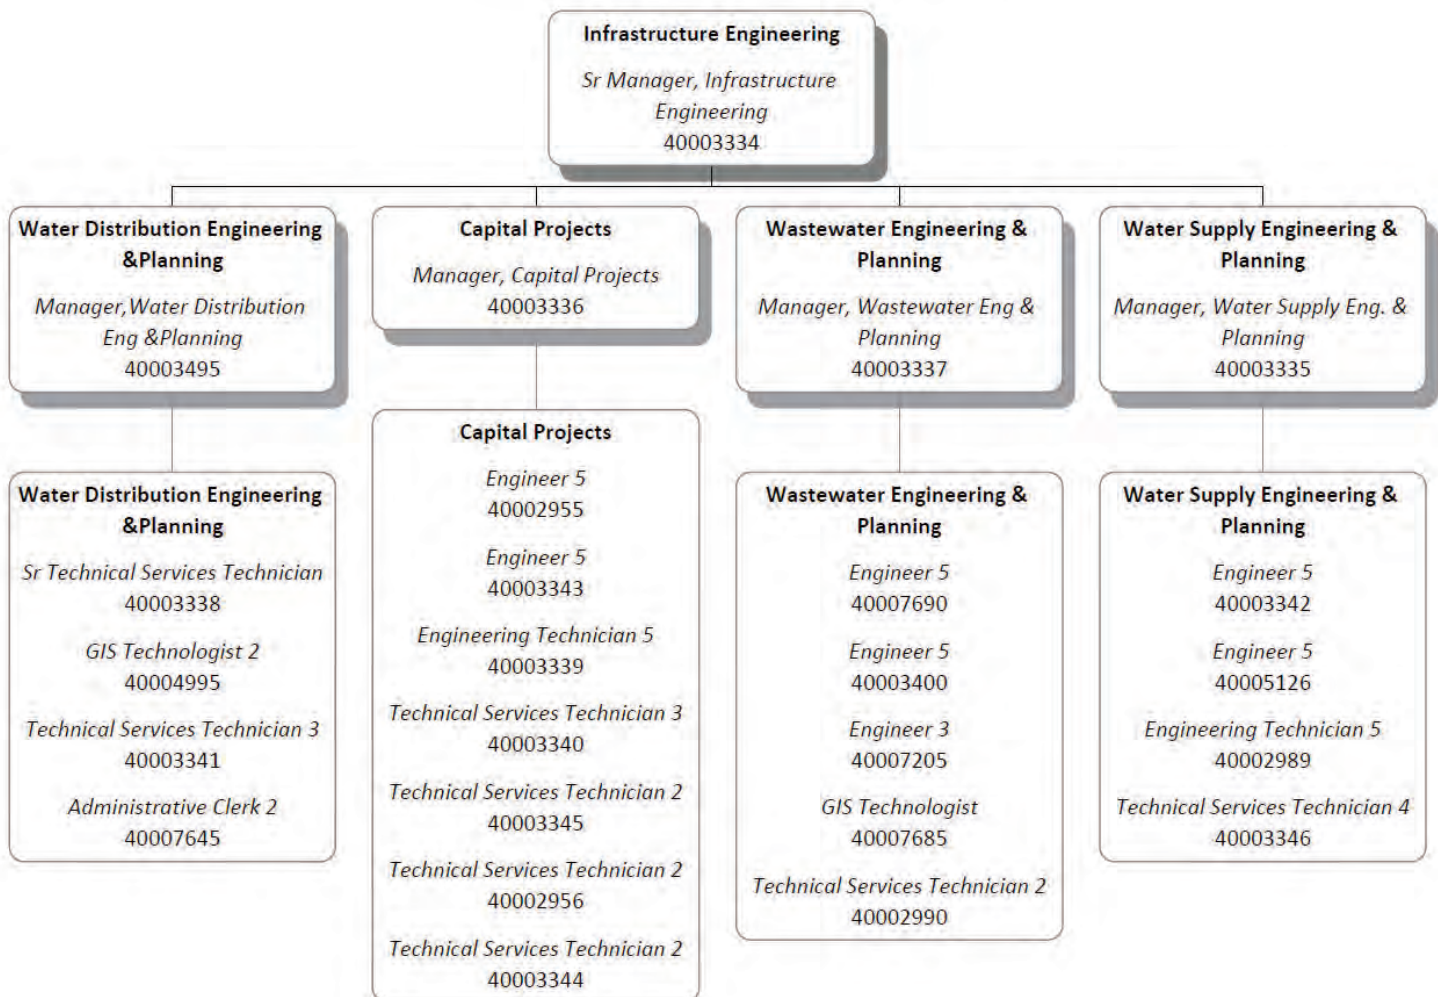 Infrastructure Engineering
Sr Manager, Infrastructure
Engineering
40003334
Water Distribution Engineering
&Planning
Manager,Water Distribution
Eng &Planning
40003495
Capital Projects
Manager, Capital Projects
40003336
Wastewater Engineering &
Planning
Manager, Wastewater Eng &
Planning
40003337
Water Supply Engineering &
Planning
Manager, Water Supply Eng. &
Planning
40003335
Water Distribution Engineering
&Planning
Sr Technical Services Technician
40003338
GIS Technologist 2
40004995
Technical Services Technician 3
40003341
Administrative Clerk 2
40007645
Capital Projects
Engineer 5
40002955
Engineer 5
40003343
Engineering Technician 5
40003339
Technical Services Technician 3
40003340
Technical Services Technician 2
40003345
Technical Services Technician 2
40002956
Technical Services Technician 2
40003344
Wastewater Engineering &
Planning
Engineer 5
40007690
Engineer 5
40003400
Engineer 3
40007205
GIS Technologist
40007685
Technical Services Technician 2
40002990
Water Supply Engineering &
Planning
Engineer 5
40003342
Engineer 5
40005126
Engineering Technician 5
40002989
Technical Services Technician 4
40003346